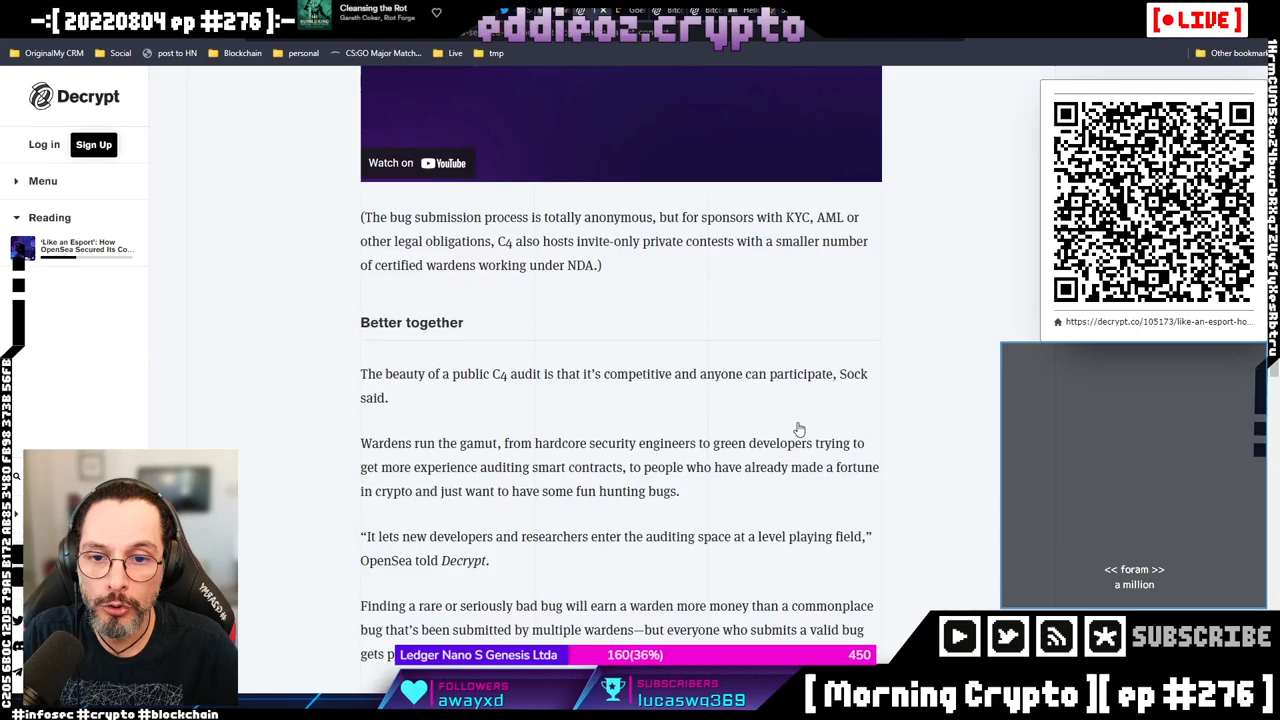 -:[ 20220804 ep #276 ]:-
Cleansing the Rot
Gareth Coker, Riot Forge
eddieoz.crypto
[●LIVE]
OriginalMy CRM
Social
Blockchain
post to HN
personal
CS:GO Major Match...
Live
tmp
Other bookmar
Decrypt
Log in
Sign Up
Menu
Reading
'Like an Esport': How
OpenSea Secured Its Co...
Watch on YouTube
(The bug submission process is totally anonymous, but for sponsors with KYC, AML or
other legal obligations, C4 also hosts invite-only private contests with a smaller number
of certified wardens working under NDA.)
Better together
The beauty of a public C4 audit is that it's competitive and anyone can participate, Sock
said.
Wardens run the gamut, from hardcore security engineers to green developers trying to
get more experience auditing smart contracts, to people who have already made a fortune
in crypto and just want to have some fun hunting bugs.
“It lets new developers and researchers enter the auditing space at a level playing field,”
OpenSea told Decrypt.
Finding a rare or seriously bad bug will earn a warden more money than a commonplace
bug that's been submitted by multiple wardens—but everyone who submits a valid bug
gets p
https://decrypt.co/105173/like-an-esport-ho...
<< foram >>
a million
Ledger Nano S Genesis Ltda
160(36%)
450
FOLLOWERS
awayxd
SUBSCRIBERS
lucaswg369
SUBSCRIBE
[ Morning Crypto ][ ep #276 ]
#infosec #crypto #blockchain